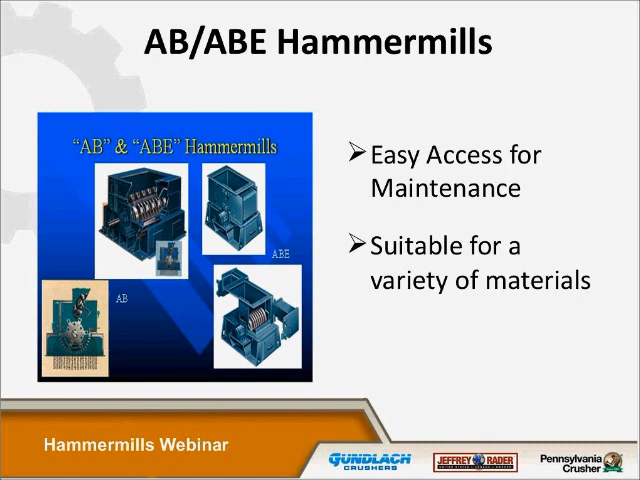 AB/ABE Hammermills
"AB" & "ABE" Hammermills
ABE
AB
➢Easy Access for
Maintenance
➢Suitable for a
variety of materials
Hammermills Webinar
GUNDLACH
CRUSHERS
JEFFREY RADER
Pennsylvania
Crusher